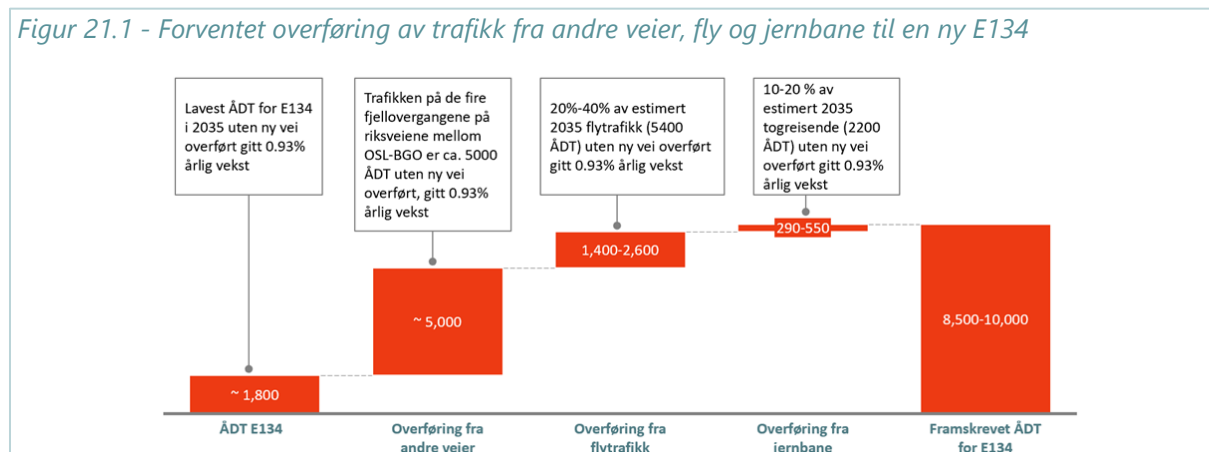 Figur 21.1 - Forventet overføring av trafikk fra andre veier, fly og jernbane til en ny E134
Lavest ÅDT for E134
i 2035 uten ny vei
overført gitt 0.93%
årlig vekst
Trafikken på de fire
fjellovergangene på
riksveiene mellom
OSL-BGO er ca. 5000
ÅDT uten ny vei
overført, gitt 0.93%
årlig vekst
20%-40% av estimert
2035 flytrafikk (5400
ÅDT) uten ny vei overført
gitt 0.93% årlig vekst
10-20 % av
estimert 2035
togreisende (2200
ÅDT) uten ny vei
overført gitt 0.93%
årlig vekst
~ 1,800
~ 5,000
1,400-2,600
290-550
8,500-10,000
ÅDT E134
Overføring fra
andre veier
Overføring fra
flytrafikk
Overføring fra
jernbane
Framskrevet ÅDT
for E134